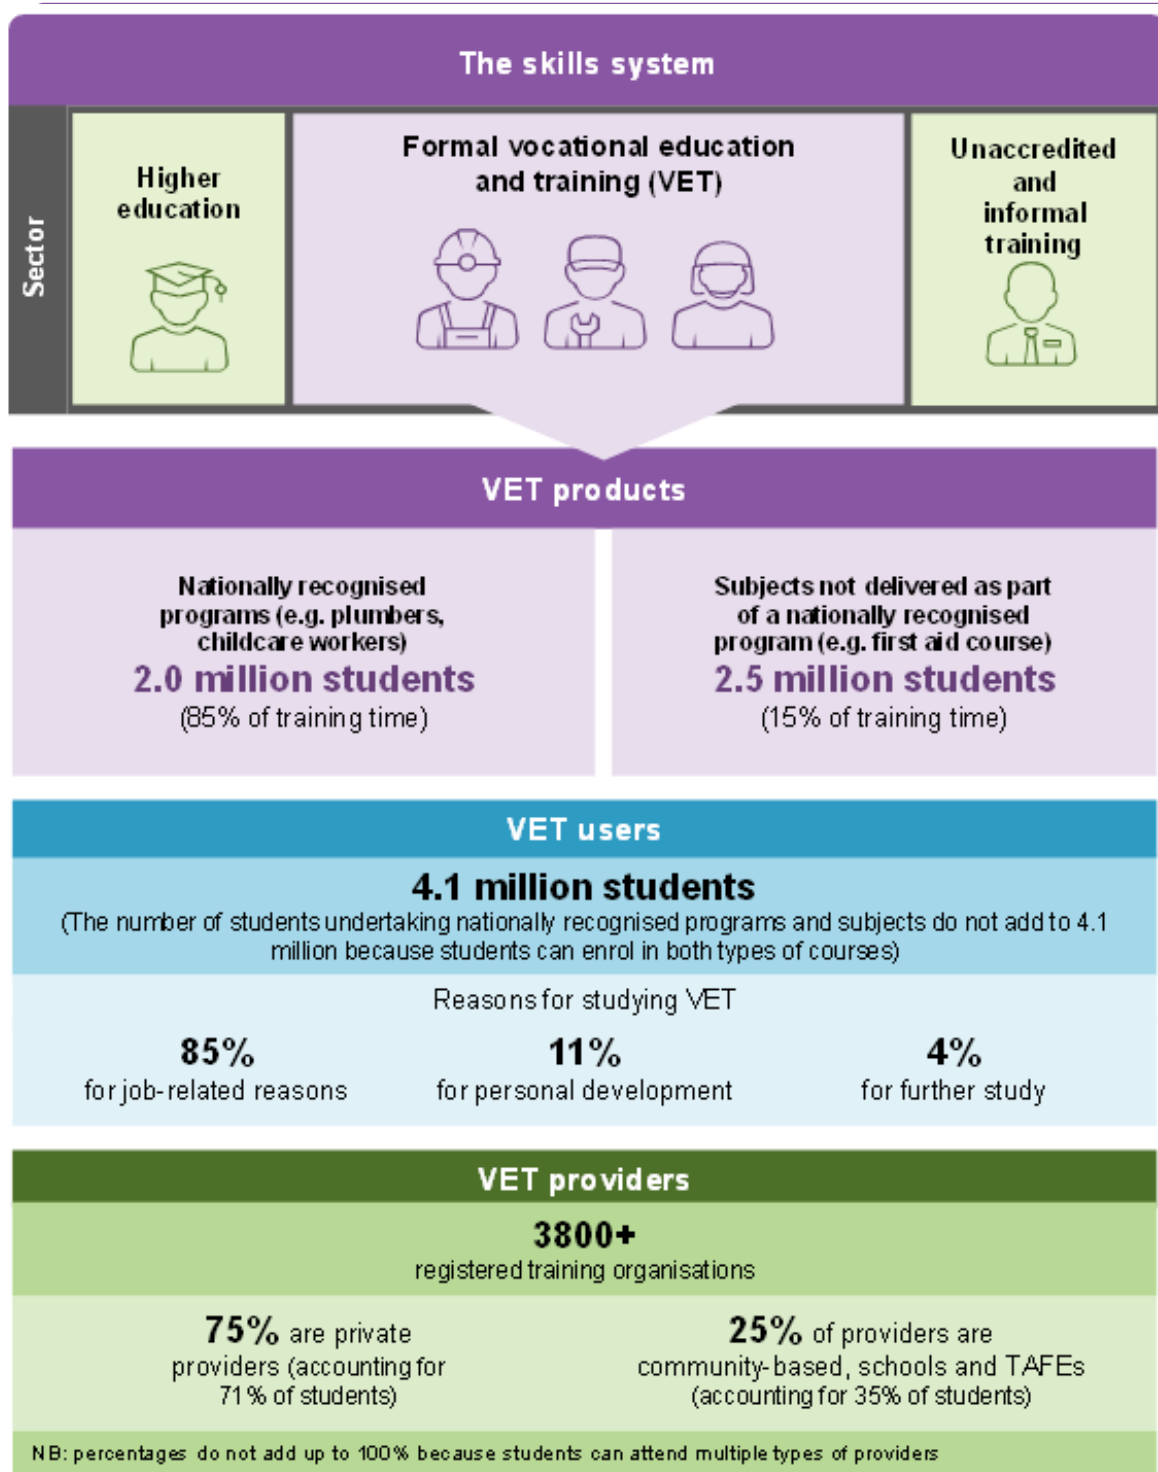 The skills system
Sector
Higher
education
Formal vocational education
and training (VET)
Unaccredited
and
informal
training
VET products
Nationally recognised
programs (e.g. plumbers,
childcare workers)
2.0 million students
(85% of training time)
Subjects not delivered as part
of a nationally recognised
program (e.g. first aid course)
2.5 million students
(15% of training time)
VET users
4.1 million students
(The number of students undertaking nationally recognised programs and subjects do not add to 4.1
million because students can enrol in both types of courses)
Reasons for studying VET
85%
for job-related reasons
11%
for personal development
4%
for further study
VET providers
3800+
registered training organisations
75% are private
providers (accounting for
71% of students)
25% of providers are
community-based, schools and TAFEs
(accounting for 35% of students)
NB: percentages do not add up to 100% because students can attend multiple types of providers